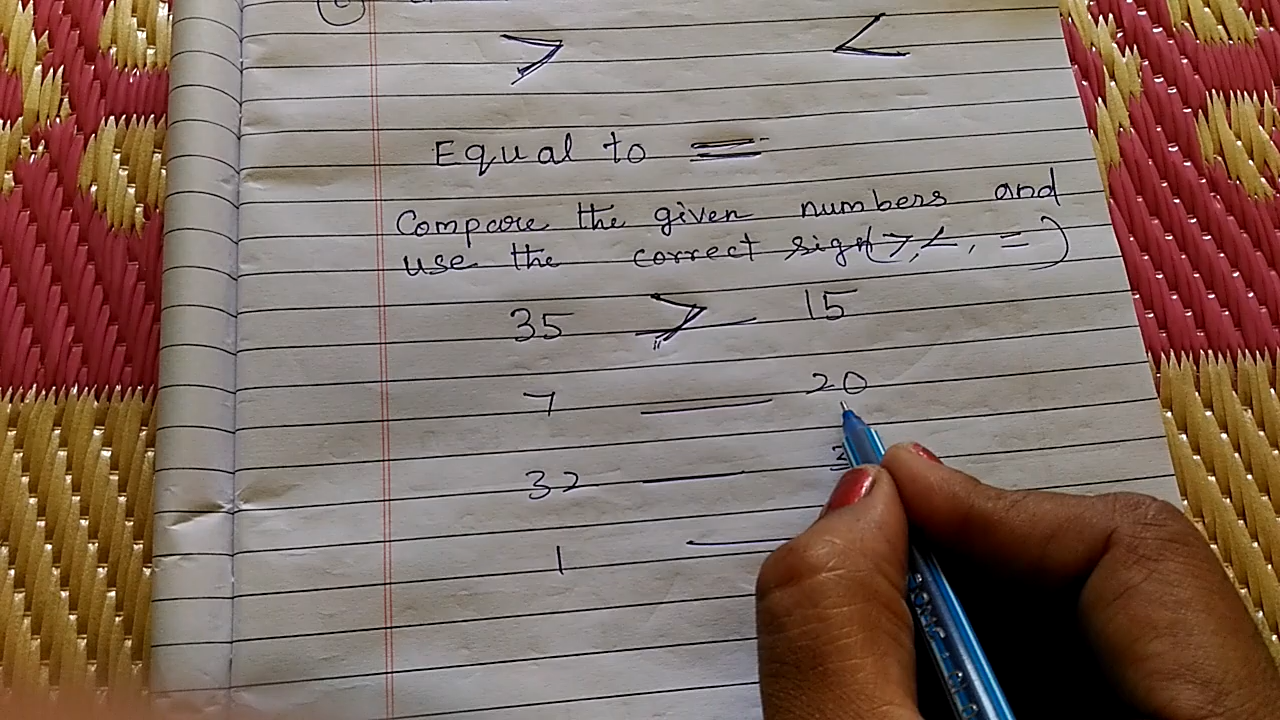 > <
Equal to =
Compare the given numbers and
use the correct sign(>,<, =)
35 > 15
7 ___ 20
32 ___
1 ___